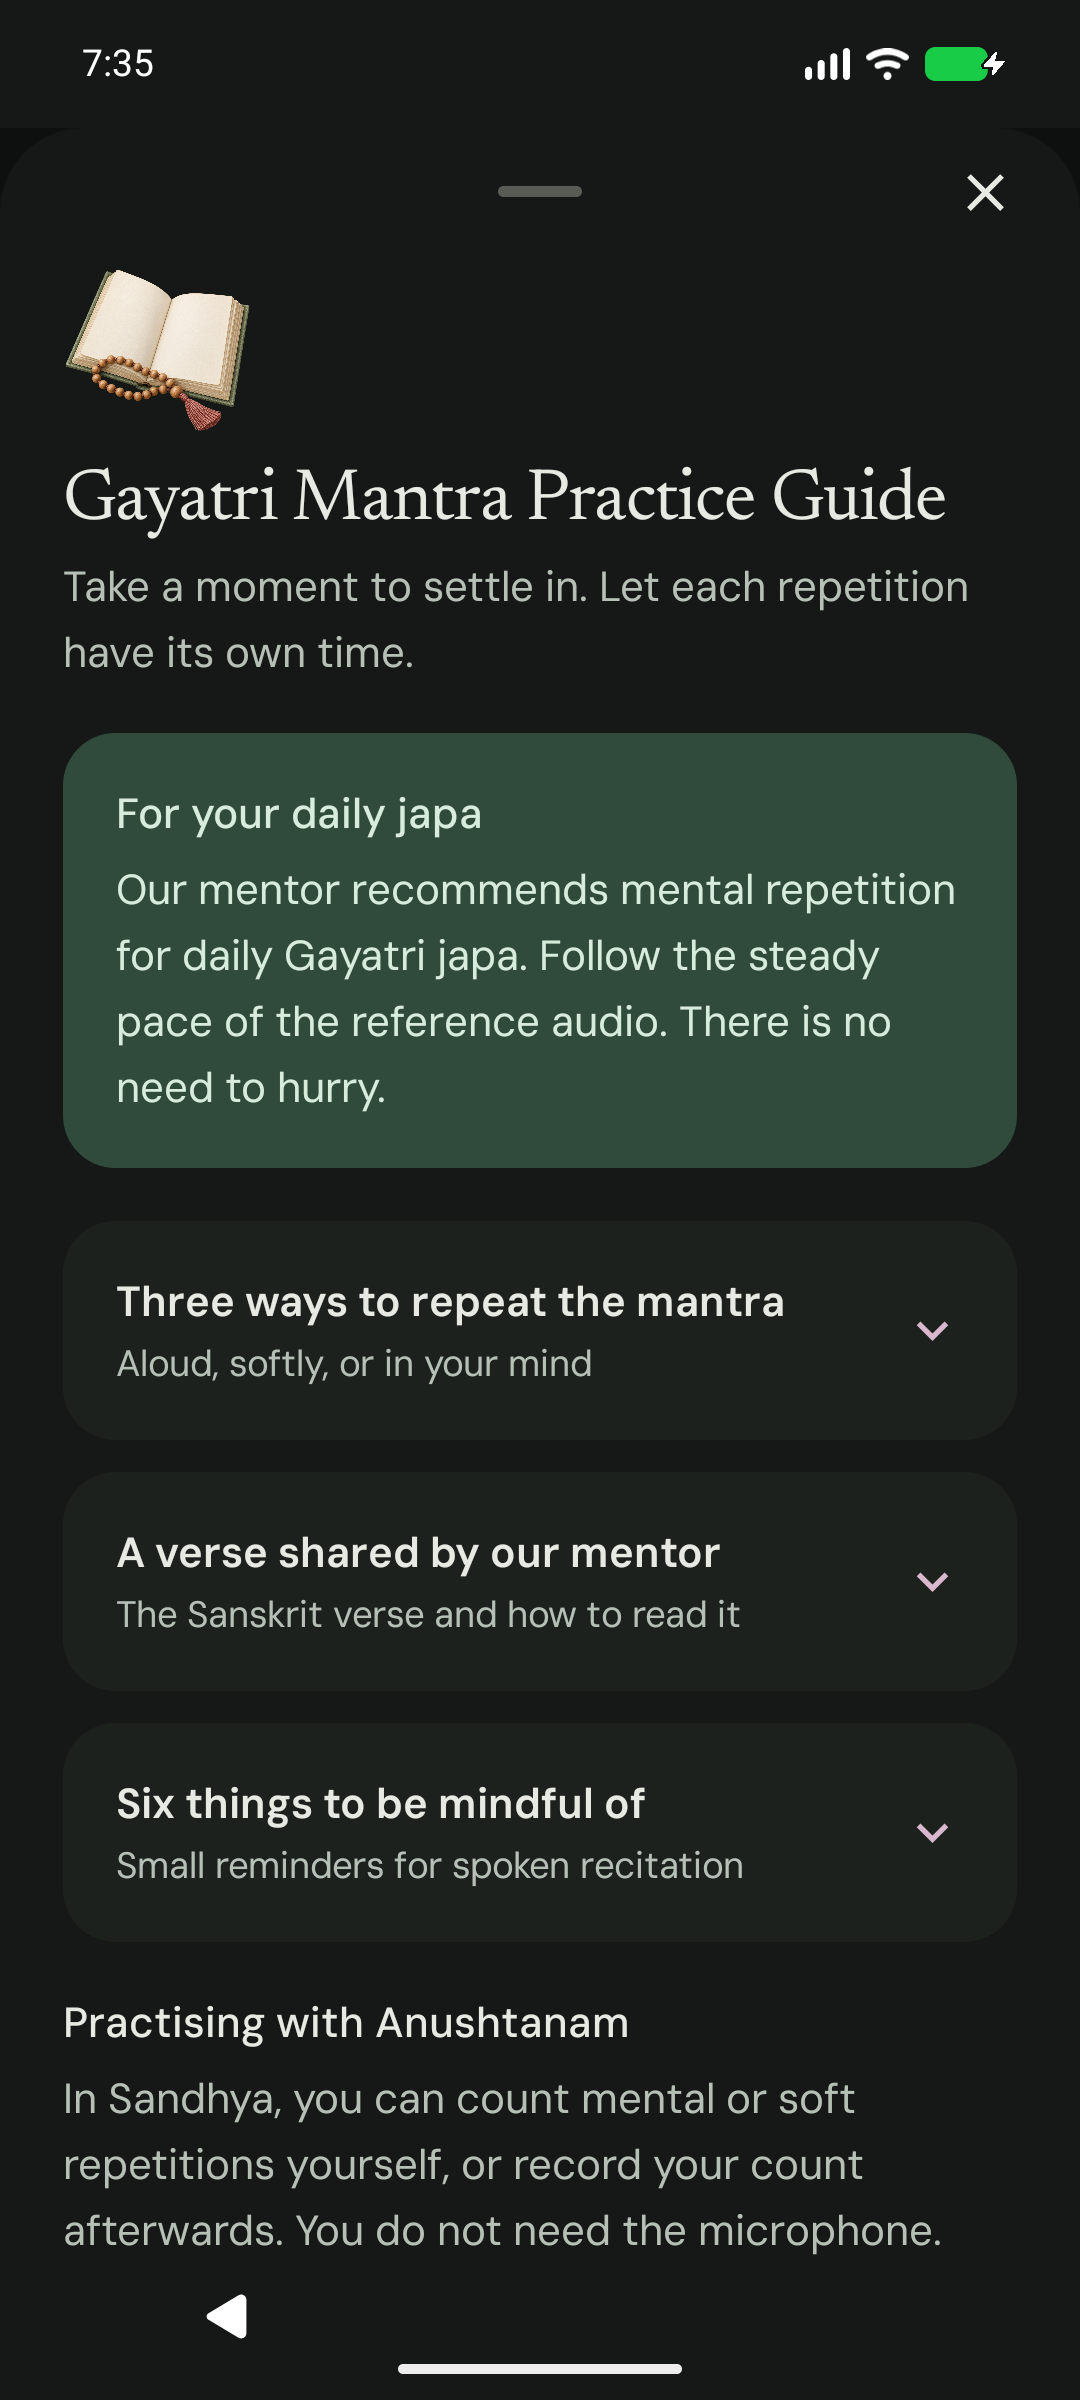 7:35
Gayatri Mantra Practice Guide
Take a moment to settle in. Let each repetition
have its own time.
For your daily japa
Our mentor recommends mental repetition
for daily Gayatri japa. Follow the steady
pace of the reference audio. There is no
need to hurry.
Three ways to repeat the mantra
Aloud, softly, or in your mind
A verse shared by our mentor
The Sanskrit verse and how to read it
Six things to be mindful of
Small reminders for spoken recitation
Practising with Anushtanam
In Sandhya, you can count mental or soft
repetitions yourself, or record your count
afterwards. You do not need the microphone.